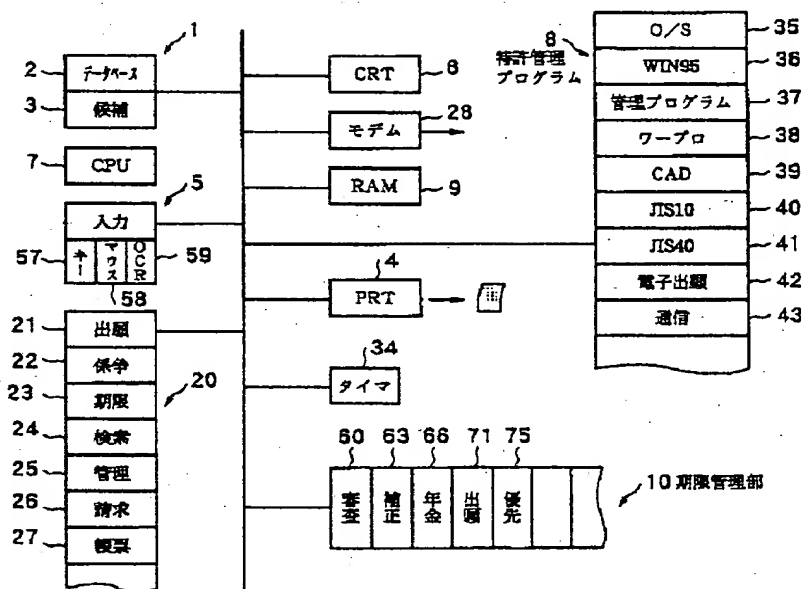 1
2 データベース
3 候補
7 CPU
5
入力
57 キー マウス OCR 59
58
21 出願
22 係争
23 期限
20
24 検索
25 管理
26 請求
27 帳票
CRT 6
モデム 28
RAM 9
4
PRT
34
タイマ
60 63 66 71 75
審査 補正 年金 出願 優先
10 期限管理部
8
特許管理
プログラム
O/S 35
WIN95 36
管理プログラム 37
ワープロ 38
CAD 39
JIS10 40
JIS40 41
電子出願 42
通信 43